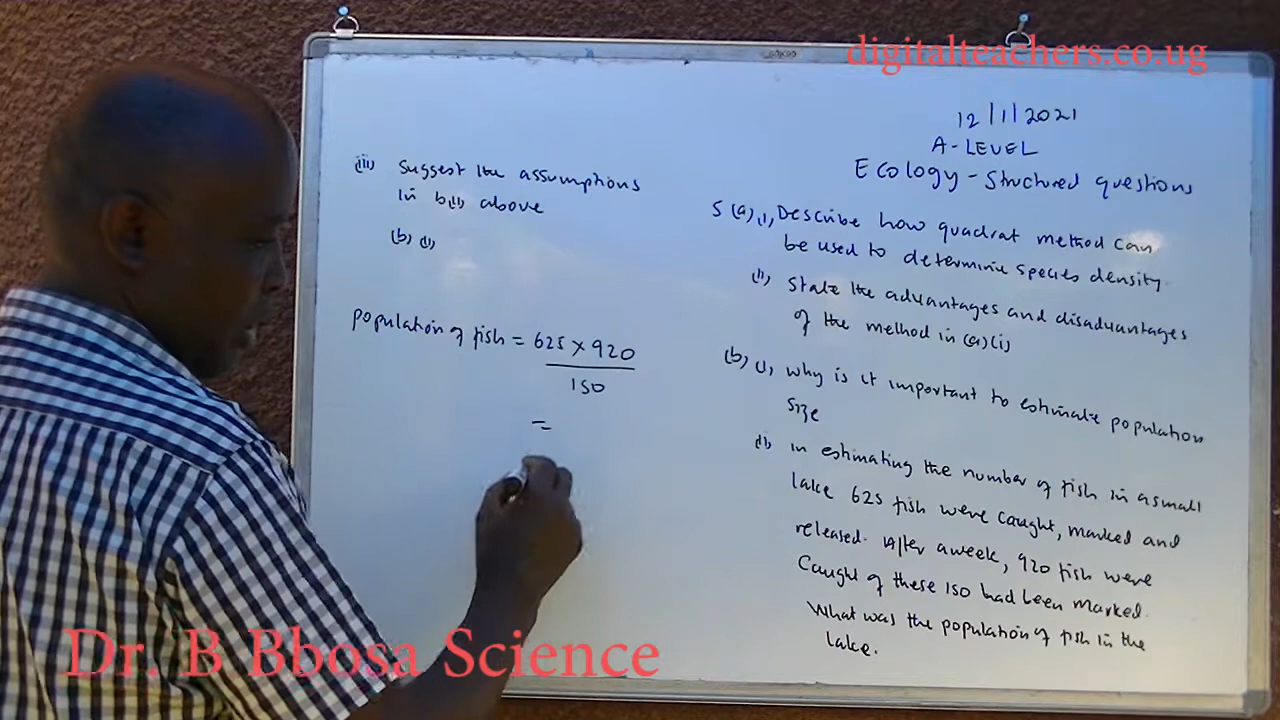 digitalteachers.co.ug
12/1/2021
A-LEVEL
Ecology - Structured questions
5(a)(i) Describe how quadrat method can
be used to determine species density.
(ii) State the advantages and disadvantages
of the method in (a)(i)
(b)(i) why is it important to estimate population
size
(ii) in estimating the number of fish in a small
lake 625 fish were caught, marked and
released. After a week, 920 fish were
Caught of these 150 had been marked.
What was the population of fish in the
lake.
(iii) Suggest the assumptions
in b(ii) above
(b)(i)
population of fish = 625 x 920
150
=
Dr. B Bbosa Science